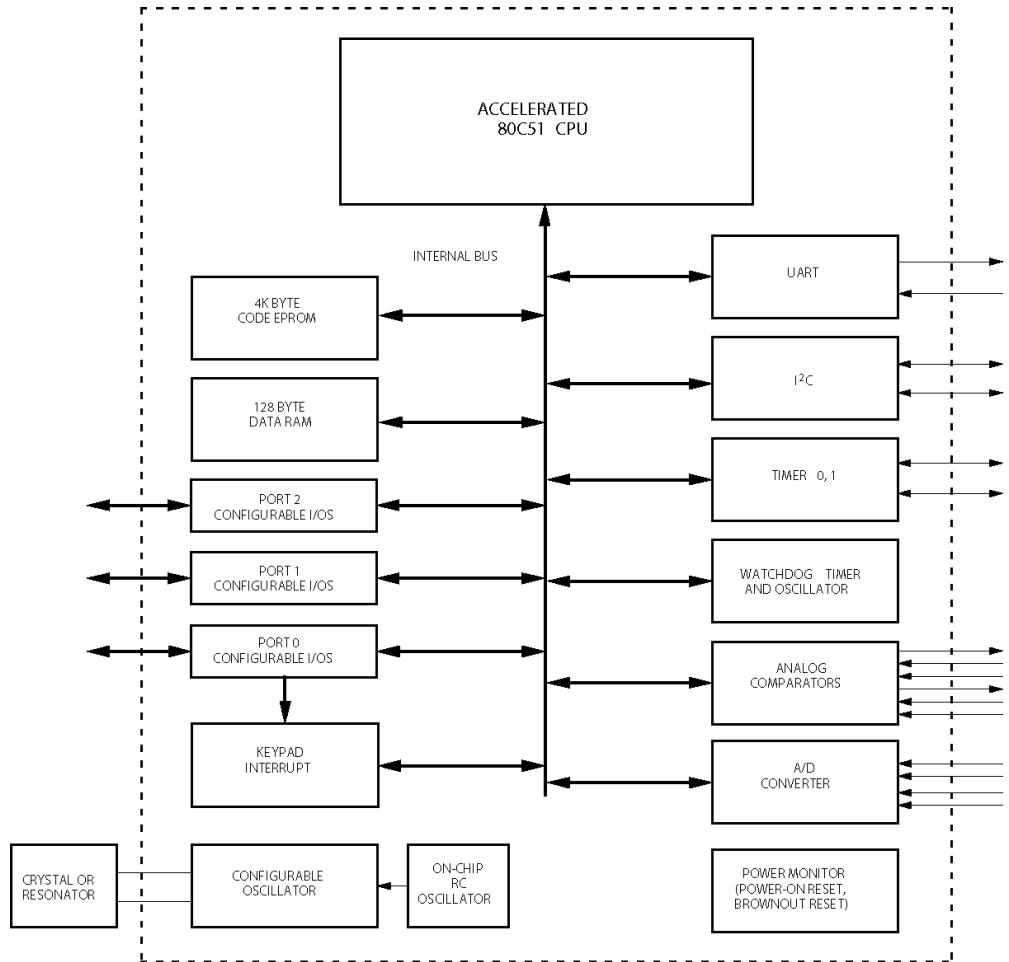 ACCELERATED
80C51 CPU
INTERNAL BUS
UART
4K BYTE
CODE EPROM
I²C
128 BYTE
DATA RAM
TIMER 0, 1
PORT 2
CONFIGURABLE I/OS
PORT 1
CONFIGURABLE I/OS
WATCHDOG TIMER
AND OSCILLATOR
PORT 0
CONFIGURABLE I/OS
ANALOG
COMPARATORS
KEYPAD
INTERRUPT
A/D
CONVERTER
CRYSTAL OR
RESONATOR
CONFIGURABLE
OSCILLATOR
ON-CHIP
RC
OSCILLATOR
POWER MONITOR
(POWER-ON RESET,
BROWNOUT RESET)